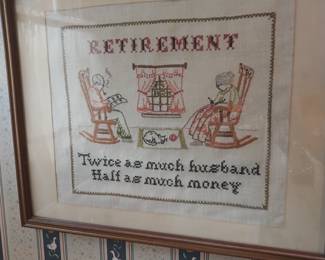 RETIREMENT
Twice as much husband
Half as much money